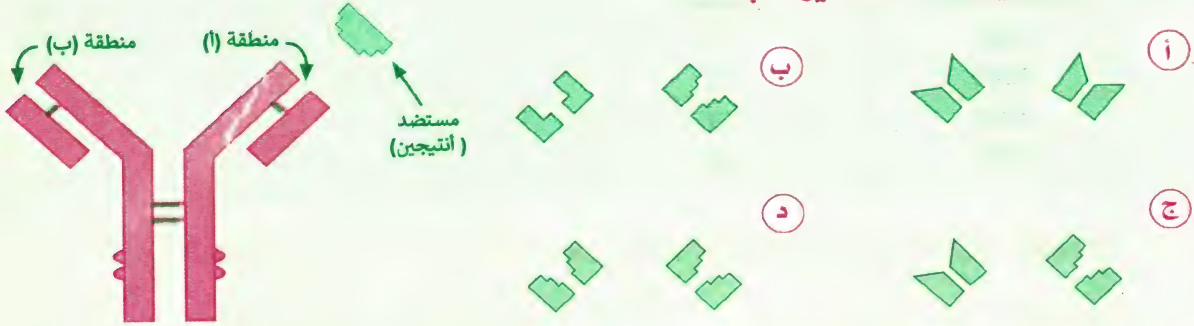 منطقة (أ)
منطقة (ب)
مستضد
(أنتيجين)
أ
ب
ج
د